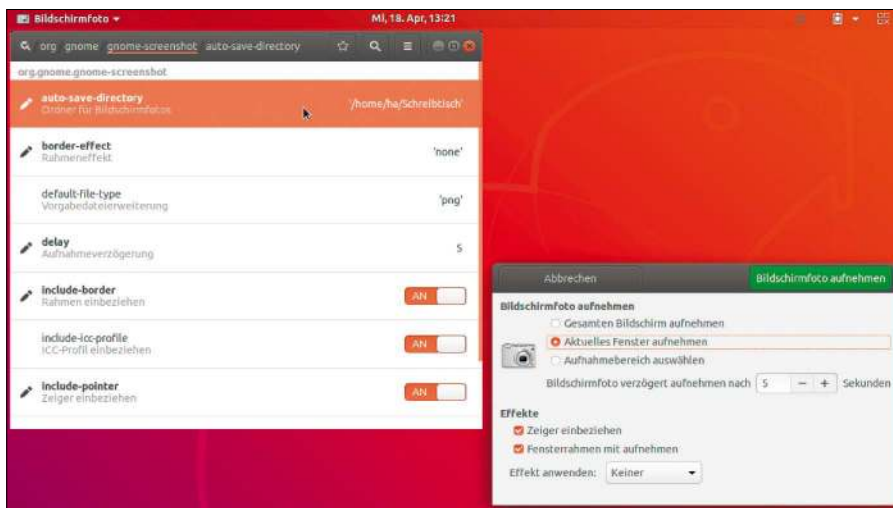 Bildschirmfoto
Mi, 18. Apr, 13:21
org gnome gnome-screenshot auto-save-directory
org.gnome.gnome-screenshot
auto-save-directory
Ordner für Bildschirmfotos
'/home/ha/Schreibtisch'
border-effect
Rahmeneffekt
'none'
default-file-type
Vorgabedateierweiterung
'png'
delay
Aufnahmeverzögerung
5
include-border
Rahmen einbeziehen
AN
include-icc-profile
ICC-Profil einbeziehen
AN
include-pointer
Zeiger einbeziehen
AN
Abbrechen
Bildschirmfoto aufnehmen
Bildschirmfoto aufnehmen
Gesamten Bildschirm aufnehmen
Aktuelles Fenster aufnehmen
Aufnahmebereich auswählen
Bildschirmfoto verzögert aufnehmen nach 5 − + Sekunden
Effekte
Zeiger einbeziehen
Fensterrahmen mit aufnehmen
Effekt anwenden: Keiner